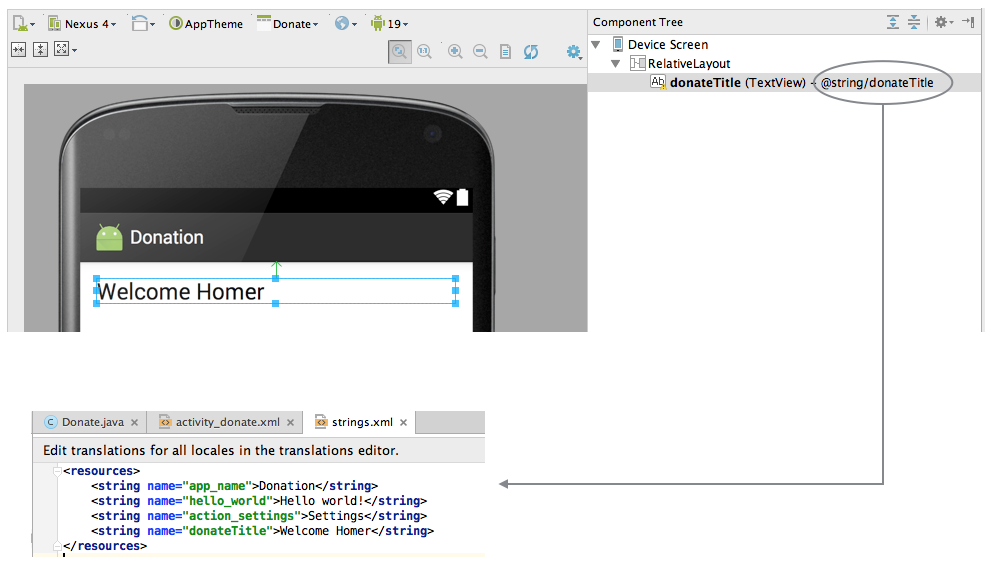 Nexus 4 AppTheme Donate 19
1:1
Component Tree
Device Screen
RelativeLayout
Ab donateTitle (TextView) - @string/donateTitle
Donation
Welcome Homer
C Donate.java activity_donate.xml strings.xml
Edit translations for all locales in the translations editor.
<resources>
<string name="app_name">Donation</string>
<string name="hello_world">Hello world!</string>
<string name="action_settings">Settings</string>
<string name="donateTitle">Welcome Homer</string>
</resources>